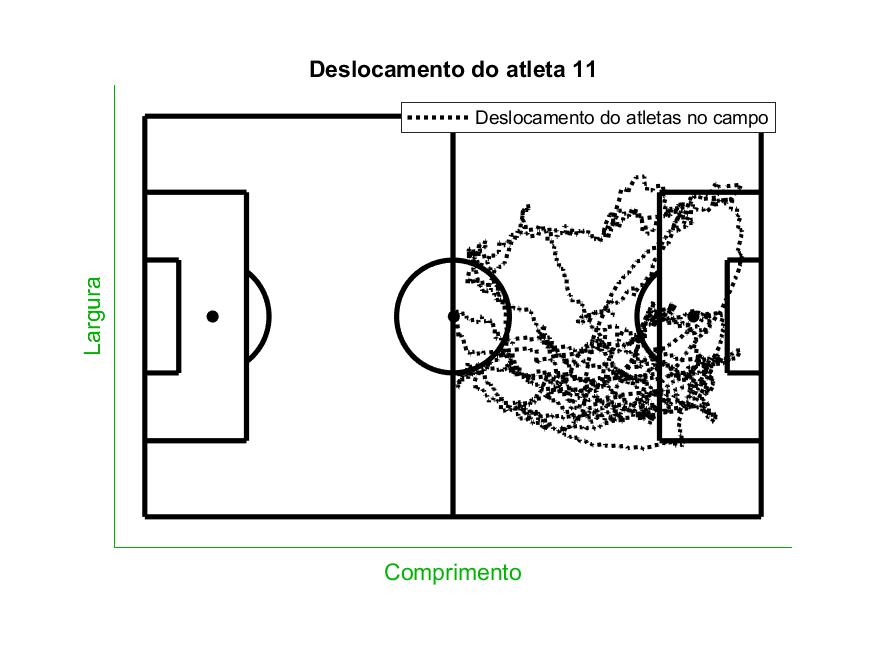 Deslocamento do atleta 11
Deslocamento do atletas no campo
Largura
Comprimento